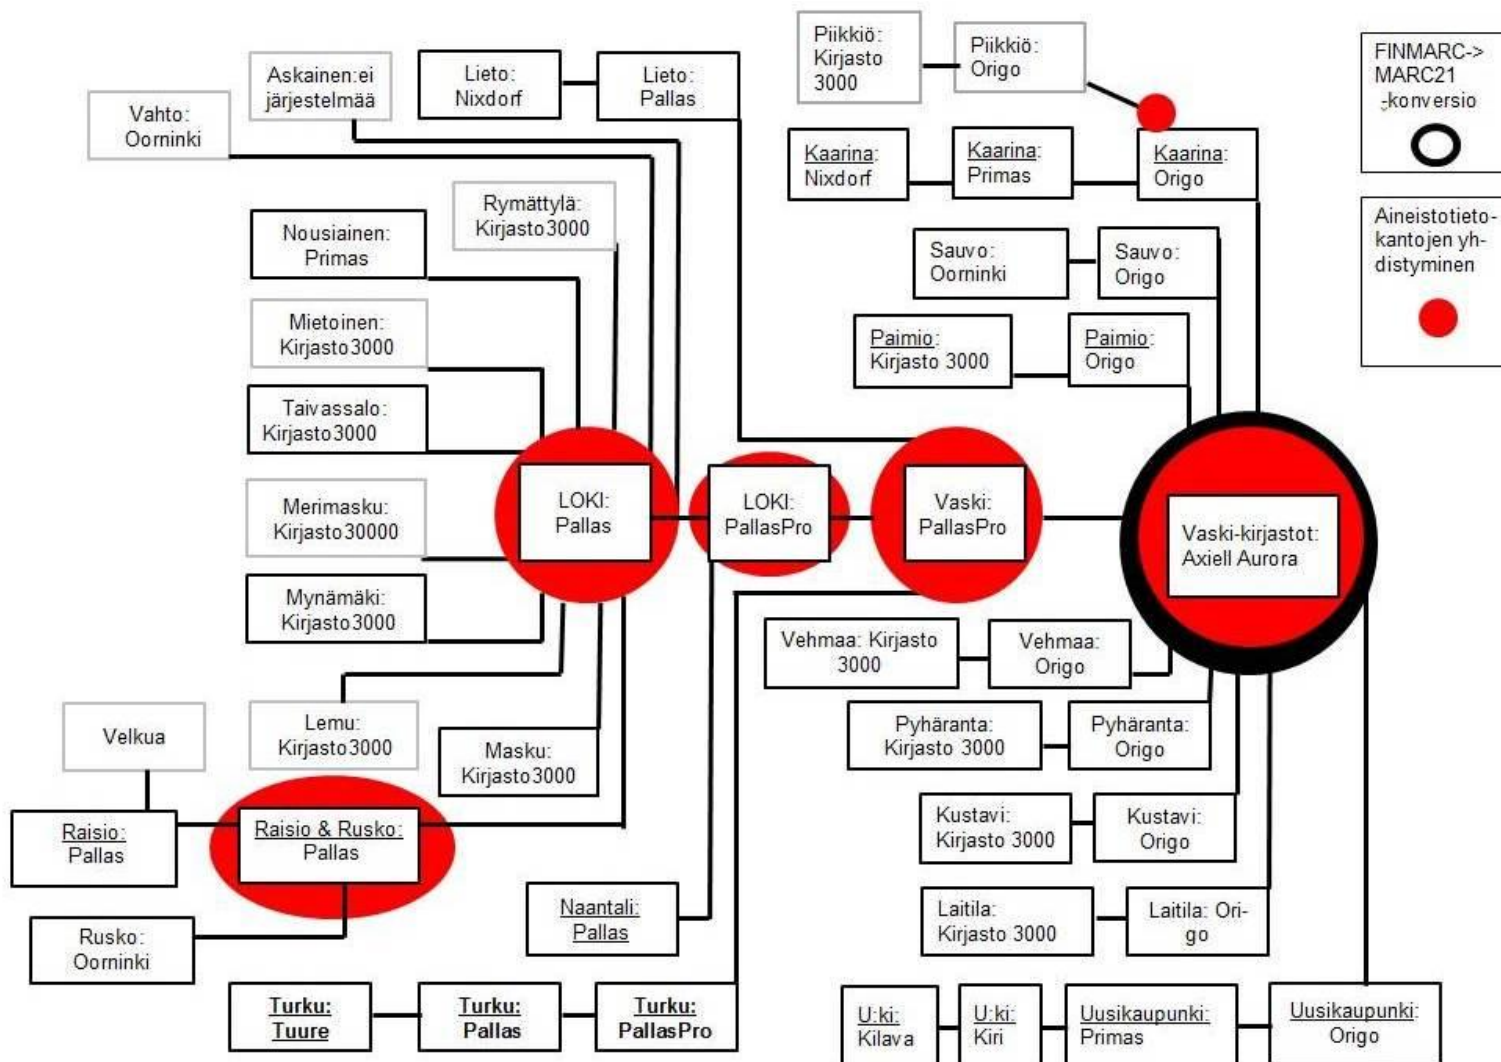 Piikkiö:
Kirjasto
3000
Piikkiö:
Origo
FINMARC->
MARC21
-konversio
Askainen:ei
järjestelmää
Lieto:
Nixdorf
Lieto:
Pallas
Vahto:
Oorninki
Kaarina:
Nixdorf
Kaarina:
Primas
Kaarina:
Origo
Aineistotieto-
kantojen yh-
distyminen
Rymättylä:
Kirjasto3000
Nousiainen:
Primas
Sauvo:
Oorninki
Sauvo:
Origo
Mietoinen:
Kirjasto3000
Paimio:
Kirjasto 3000
Paimio:
Origo
Taivassalo:
Kirjasto3000
Merimasku:
Kirjasto30000
LOKI:
Pallas
LOKI:
PallasPro
Vaski:
PallasPro
Vaski-kirjastot:
Axiell Aurora
Mynämäki:
Kirjasto3000
Vehmaa: Kirjasto
3000
Vehmaa:
Origo
Velkua
Lemu:
Kirjasto3000
Masku:
Kirjasto3000
Pyhäranta:
Kirjasto 3000
Pyhäranta:
Origo
Raisio:
Pallas
Raisio & Rusko:
Pallas
Kustavi:
Kirjasto 3000
Kustavi:
Origo
Naantali:
Pallas
Laitila:
Kirjasto 3000
Laitila: Ori-
go
Rusko:
Oorninki
Turku:
Tuure
Turku:
Pallas
Turku:
PallasPro
U:ki:
Kilava
U:ki:
Kiri
Uusikaupunki:
Primas
Uusikaupunki:
Origo